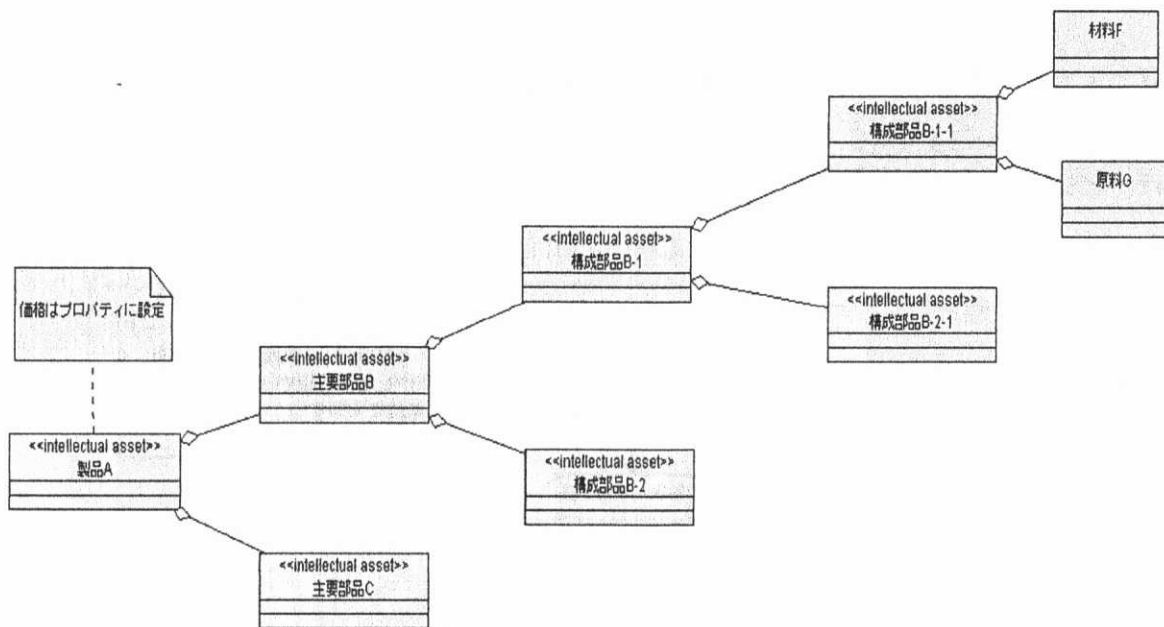 材料F
<<intellectual asset>>
構成部品B-1-1
原料G
<<intellectual asset>>
構成部品B-1
<<intellectual asset>>
構成部品B-2-1
価格はプロパティに設定
<<intellectual asset>>
主要部品B
<<intellectual asset>>
製品A
<<intellectual asset>>
構成部品B-2
<<intellectual asset>>
主要部品C